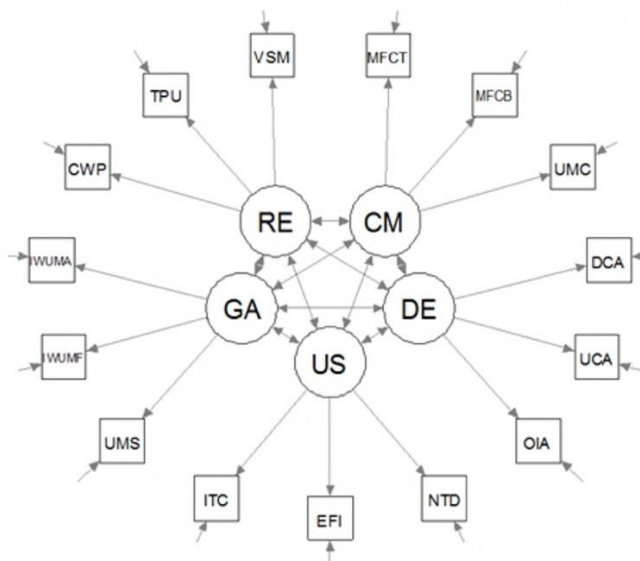 VSM
MFCT
TPU
MFCB
CWP
UMC
RE
CM
IWUMA
DCA
GA
DE
IWUMF
UCA
US
UMS
OIA
ITC
EFI
NTD